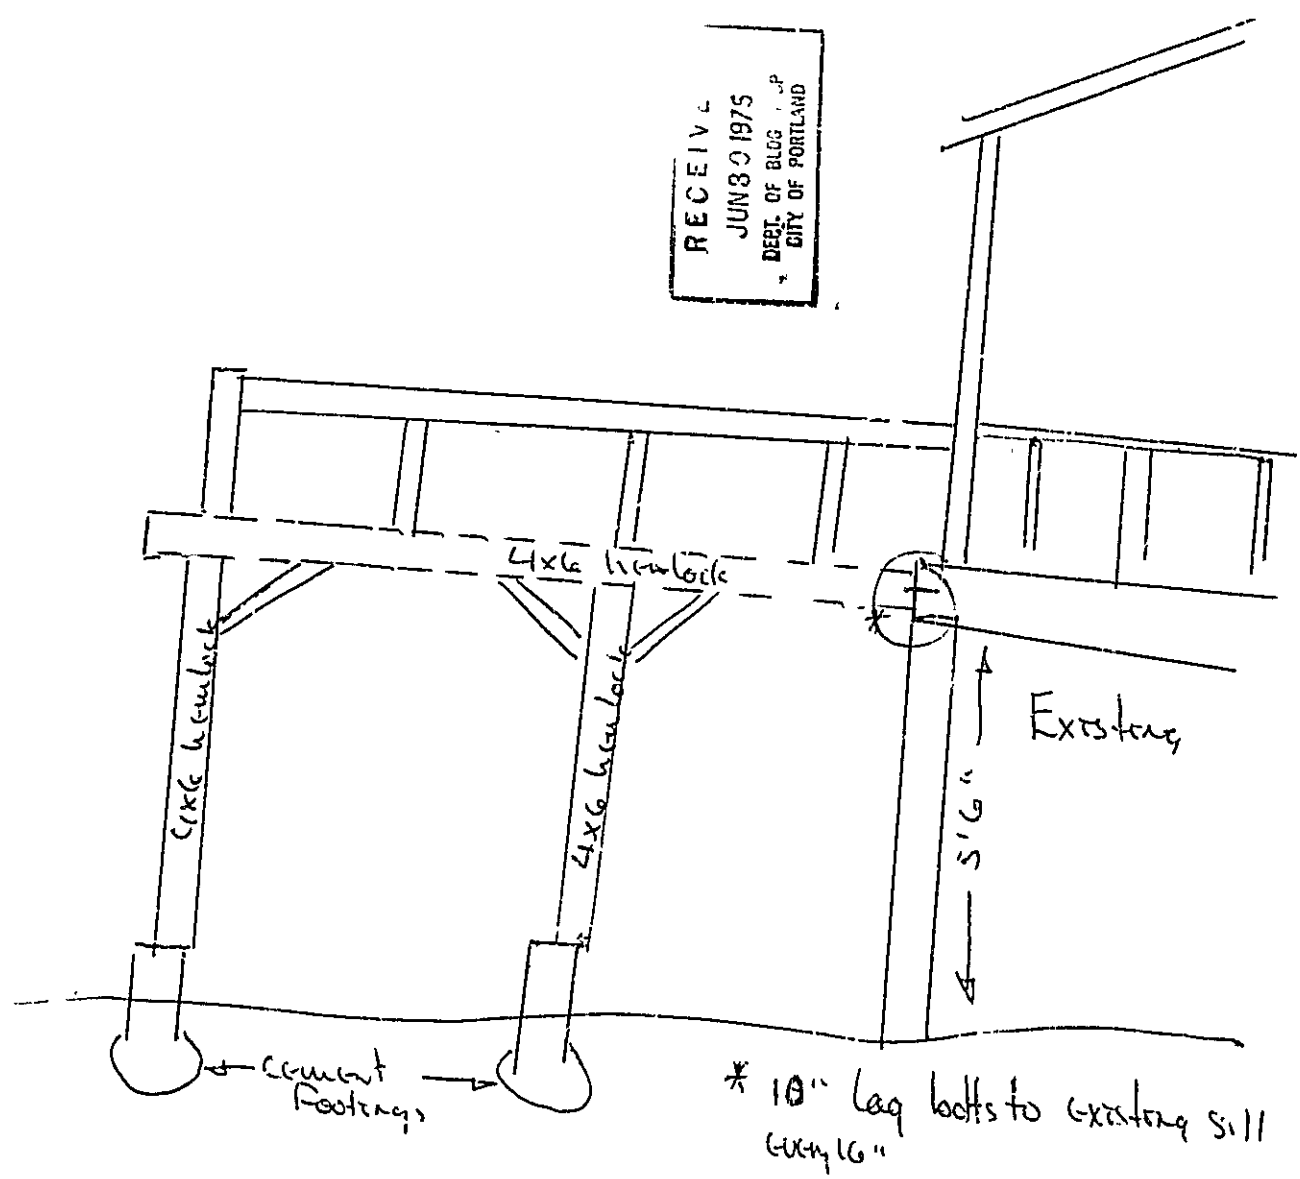 RECEIVE
JUN 30 1975
DEPT. OF BLDG
CITY OF PORTLAND
4x6 hemlock
4x6 hemlock
4x6 hemlock
*
Existing
5'6"
cement
Footings
* 10" Lag bolts to existing sill
every 16"